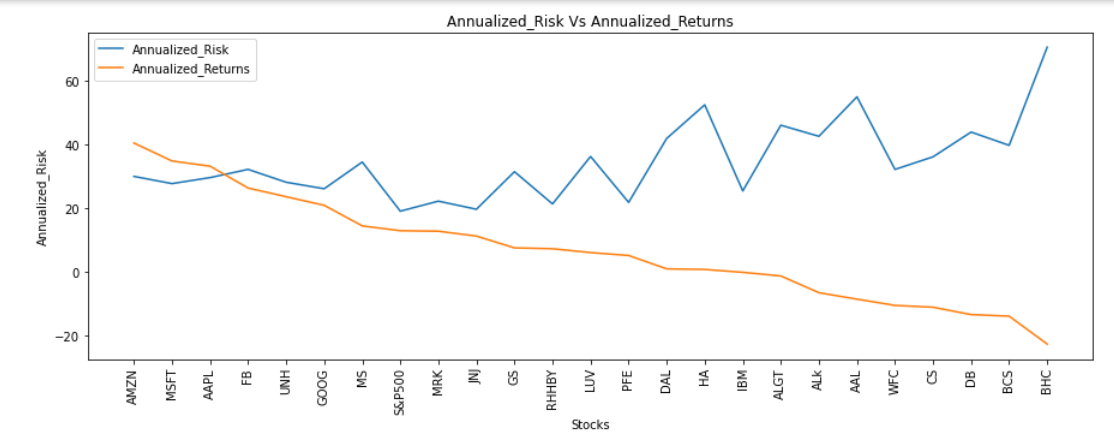 Annualized_Risk Vs Annualized_Returns
Annualized_Risk
Annualized_Returns
Annualized_Risk
60
40
20
0
−20
AMZN
MSFT
AAPL
FB
UNH
GOOG
MS
S&P500
MRK
JNJ
GS
RHHBY
LUV
PFE
DAL
HA
IBM
ALGT
ALk
AAL
WFC
CS
DB
BCS
BHC
Stocks